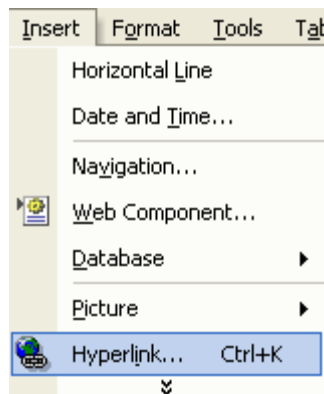 Insert Format Tools
Horizontal Line
Date and Time...
Navigation...
Web Component...
Database
Picture
Hyperlink... Ctrl+K